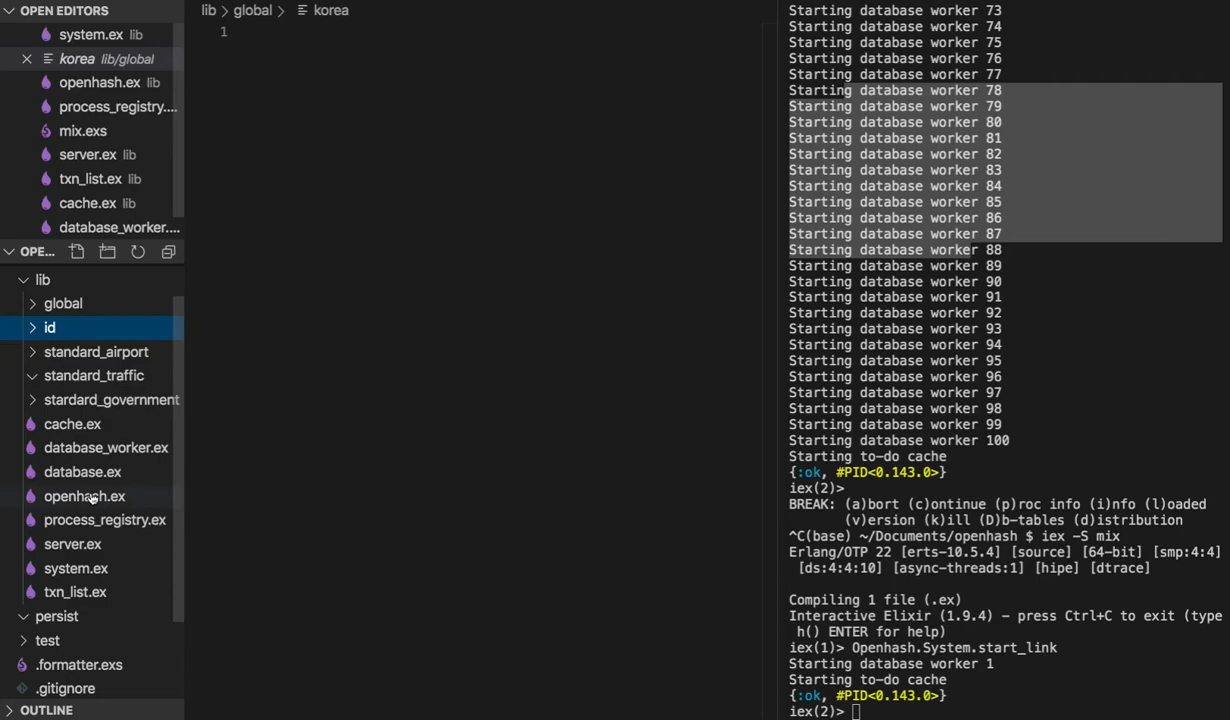 OPEN EDITORS
system.ex lib
korea lib/global
openhash.ex lib
process_registry....
mix.exs
server.ex lib
txn_list.ex lib
cache.ex lib
database_worker....
OPE...
lib
global
id
standard_airport
standard_traffic
stardard_government
cache.ex
database_worker.ex
database.ex
openhash.ex
process_registry.ex
server.ex
system.ex
txn_list.ex
persist
test
.formatter.exs
.gitignore
OUTLINE
lib > global > korea
1
Starting database worker 73
Starting database worker 74
Starting database worker 75
Starting database worker 76
Starting database worker 77
Starting database worker 78
Starting database worker 79
Starting database worker 80
Starting database worker 81
Starting database worker 82
Starting database worker 83
Starting database worker 84
Starting database worker 85
Starting database worker 86
Starting database worker 87
Starting database worker 88
Starting database worker 89
Starting database worker 90
Starting database worker 91
Starting database worker 92
Starting database worker 93
Starting database worker 94
Starting database worker 95
Starting database worker 96
Starting database worker 97
Starting database worker 98
Starting database worker 99
Starting database worker 100
Starting to-do cache
{:ok, #PID<0.143.0>}
iex(2)>
BREAK: (a)bort (c)ontinue (p)roc info (i)nfo (l)oaded
(v)ersion (k)ill (D)b-tables (d)istribution
^C(base) ~/Documents/openhash $ iex -S mix
Erlang/OTP 22 [erts-10.5.4] [source] [64-bit] [smp:4:4]
[ds:4:4:10] [async-threads:1] [hipe] [dtrace]
Compiling 1 file (.ex)
Interactive Elixir (1.9.4) - press Ctrl+C to exit (type
h() ENTER for help)
iex(1)> Openhash.System.start_link
Starting database worker 1
Starting to-do cache
{:ok, #PID<0.143.0>}
iex(2)>